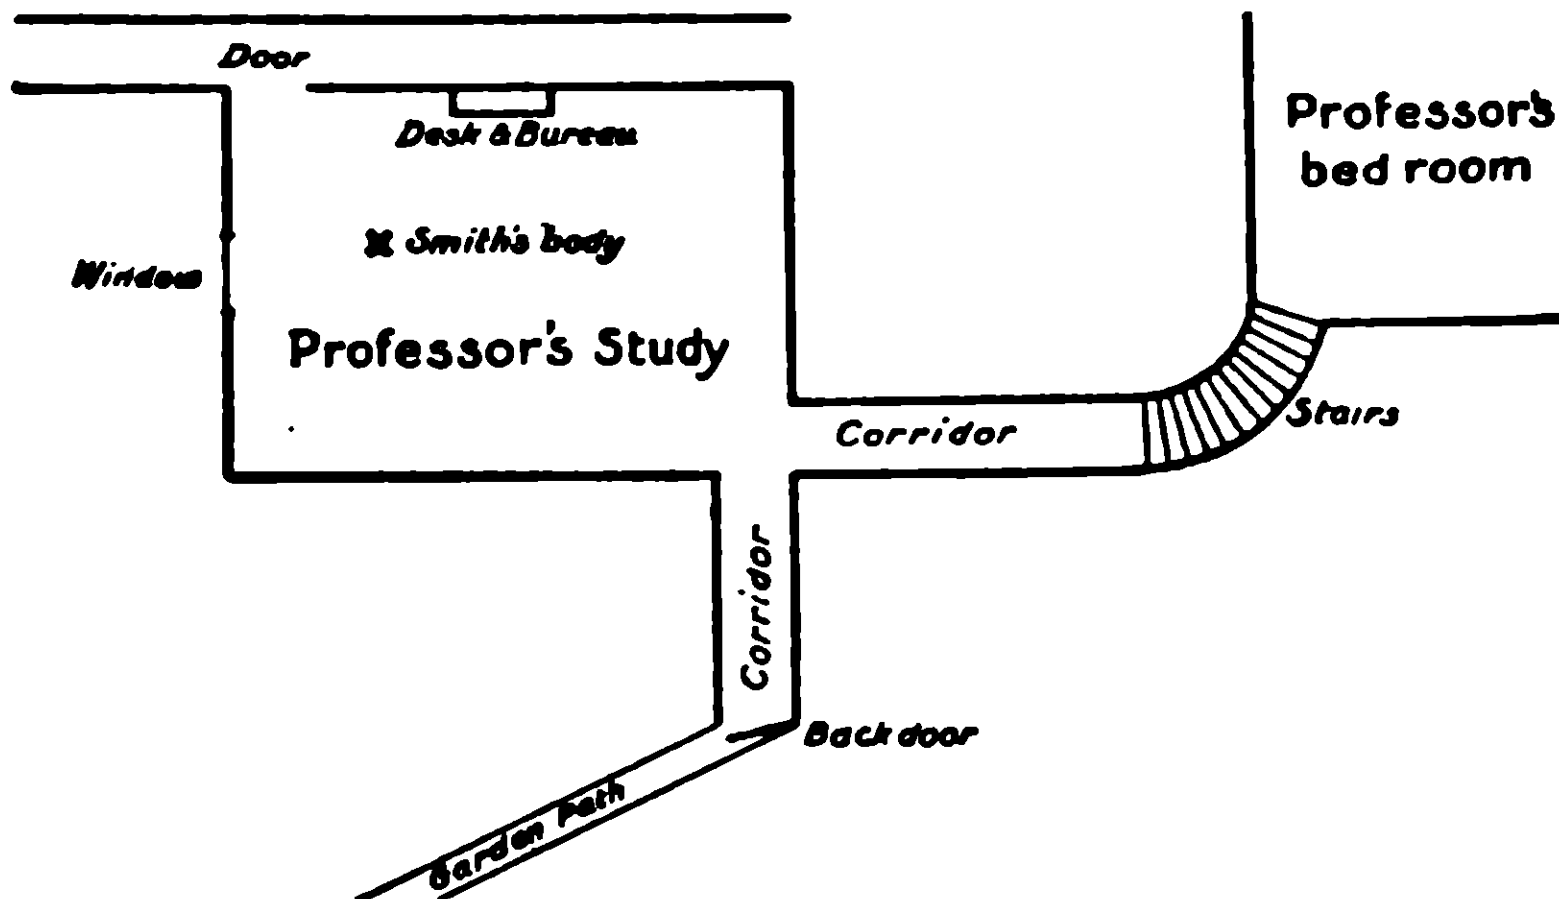 Door
Desk & Bureau
Professor's
bed room
Smith's body
Window
Professor's Study
Corridor
Stairs
Corridor
Back door
Garden Path